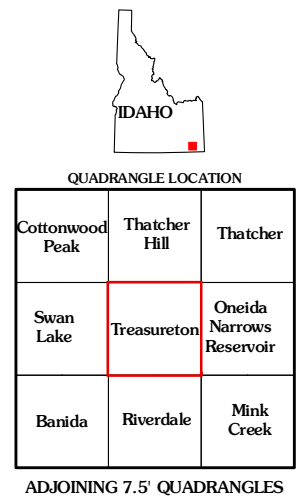 IDAHO
QUADRANGLE LOCATION
Cottonwood
Peak
Thatcher
Hill
Thatcher
Swan
Lake
Treasureton
Oneida
Narrows
Reservoir
Banida
Riverdale
Mink
Creek
ADJOINING 7.5' QUADRANGLES